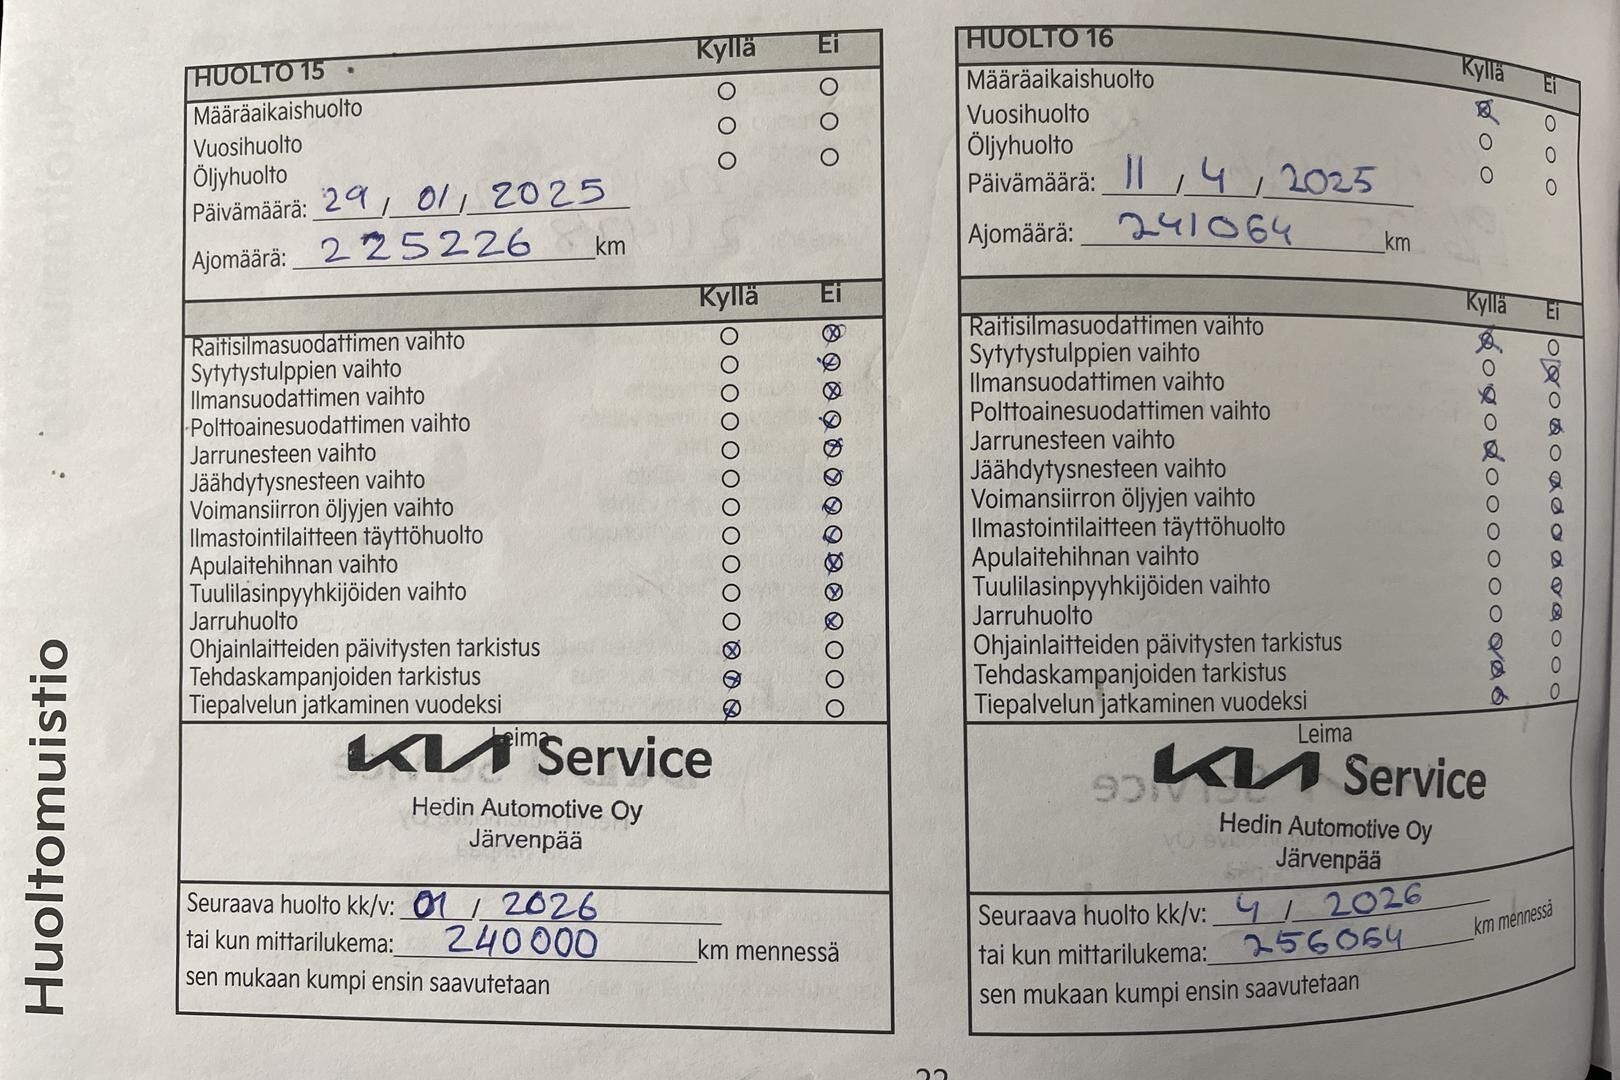 Huoltomuistio
HUOLTO 15 Kyllä Ei
Määräaikaishuolto
Vuosihuolto
Öljyhuolto
Päivämäärä: 29 / 01 / 2025
Ajomäärä: 225226 km
Kyllä Ei
Raitisilmasuodattimen vaihto
Sytytystulppien vaihto
Ilmansuodattimen vaihto
Polttoainesuodattimen vaihto
Jarrunesteen vaihto
Jäähdytysnesteen vaihto
Voimansiirron öljyjen vaihto
Ilmastointilaitteen täyttöhuolto
Apulaitehihnan vaihto
Tuulilasinpyyhkijöiden vaihto
Jarruhuolto
Ohjainlaitteiden päivitysten tarkistus
Tehdaskampanjoiden tarkistus
Tiepalvelun jatkaminen vuodeksi
Leima
KIA Service
Hedin Automotive Oy
Järvenpää
Seuraava huolto kk/v: 01 / 2026
tai kun mittarilukema: 240000 km mennessä
sen mukaan kumpi ensin saavutetaan
HUOLTO 16 Kyllä Ei
Määräaikaishuolto
Vuosihuolto
Öljyhuolto
Päivämäärä: 11 / 4 / 2025
Ajomäärä: 241064 km
Kyllä Ei
Raitisilmasuodattimen vaihto
Sytytystulppien vaihto
Ilmansuodattimen vaihto
Polttoainesuodattimen vaihto
Jarrunesteen vaihto
Jäähdytysnesteen vaihto
Voimansiirron öljyjen vaihto
Ilmastointilaitteen täyttöhuolto
Apulaitehihnan vaihto
Tuulilasinpyyhkijöiden vaihto
Jarruhuolto
Ohjainlaitteiden päivitysten tarkistus
Tehdaskampanjoiden tarkistus
Tiepalvelun jatkaminen vuodeksi
Leima
KIA Service
Hedin Automotive Oy
Järvenpää
Seuraava huolto kk/v: 4 / 2026
tai kun mittarilukema: 256064 km mennessä
sen mukaan kumpi ensin saavutetaan